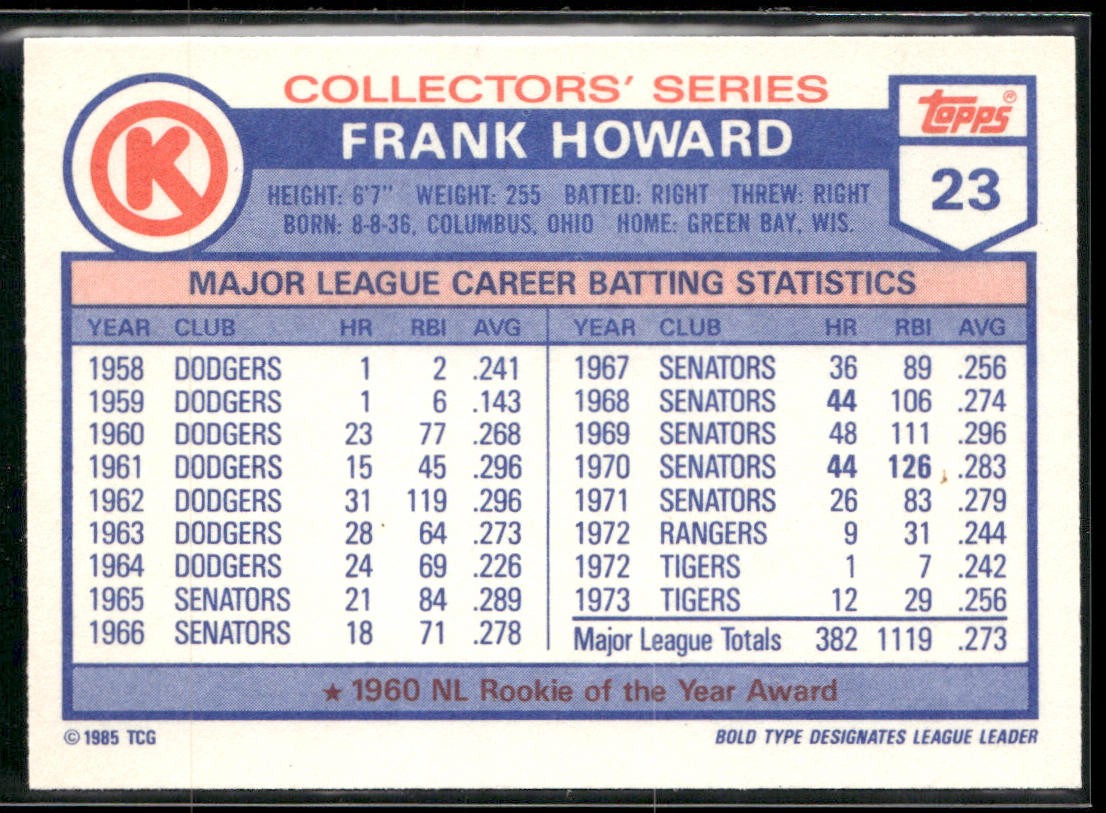 COLLECTORS' SERIES
K
FRANK HOWARD
Topps®
23
HEIGHT: 6'7" WEIGHT: 255 BATTED: RIGHT THREW: RIGHT
BORN: 8-8-36, COLUMBUS, OHIO HOME: GREEN BAY, WIS.
MAJOR LEAGUE CAREER BATTING STATISTICS
YEAR CLUB HR RBI AVG
1958 DODGERS 1 2 .241
1959 DODGERS 1 6 .143
1960 DODGERS 23 77 .268
1961 DODGERS 15 45 .296
1962 DODGERS 31 119 .296
1963 DODGERS 28 64 .273
1964 DODGERS 24 69 .226
1965 SENATORS 21 84 .289
1966 SENATORS 18 71 .278
YEAR CLUB HR RBI AVG
1967 SENATORS 36 89 .256
1968 SENATORS 44 106 .274
1969 SENATORS 48 111 .296
1970 SENATORS 44 126 .283
1971 SENATORS 26 83 .279
1972 RANGERS 9 31 .244
1972 TIGERS 1 7 .242
1973 TIGERS 12 29 .256
Major League Totals 382 1119 .273
★ 1960 NL Rookie of the Year Award
© 1985 TCG
BOLD TYPE DESIGNATES LEAGUE LEADER